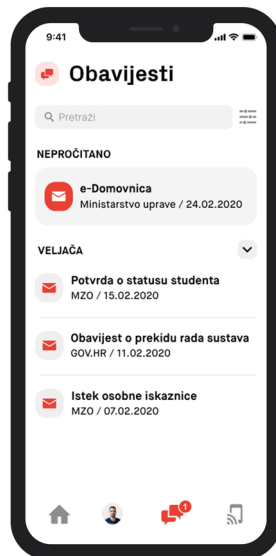 9:41
Obavijesti
Pretraži
NEPROČITANO
e-Domovnica
Ministarstvo uprave / 24.02.2020
VELJAČA
Potvrda o statusu studenta
MZO / 15.02.2020
Obavijest o prekidu rada sustava
GOV.HR / 11.02.2020
Istek osobne iskaznice
MZO / 07.02.2020
1